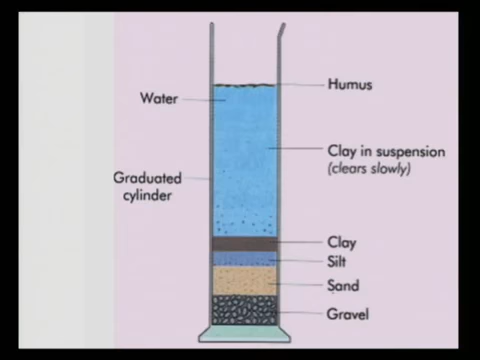 Humus
Water
Clay in suspension
(clears slowly)
Graduated
cylinder
Clay
Silt
Sand
Gravel